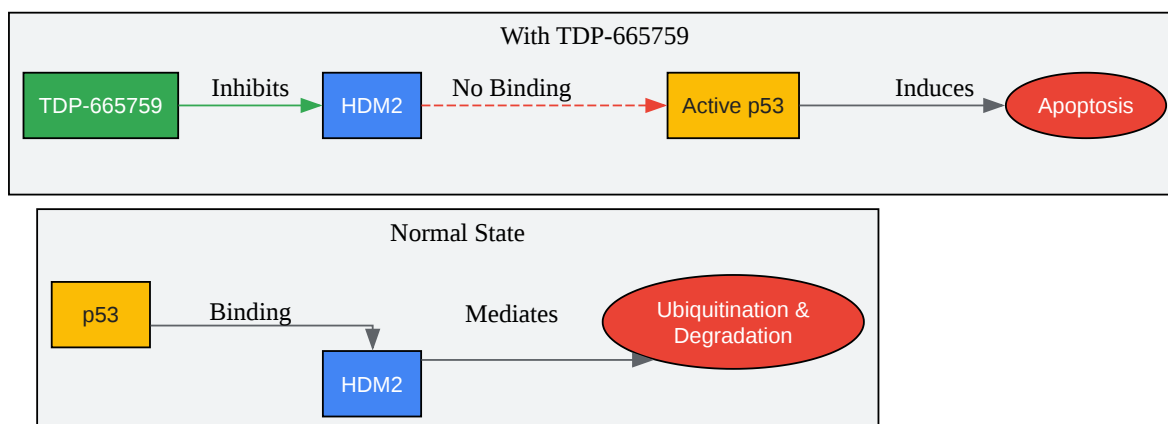 With TDP-665759
TDP-665759
Inhibits
HDM2
No Binding
Active p53
Induces
Apoptosis
Normal State
p53
Binding
HDM2
Mediates
Ubiquitination &
Degradation